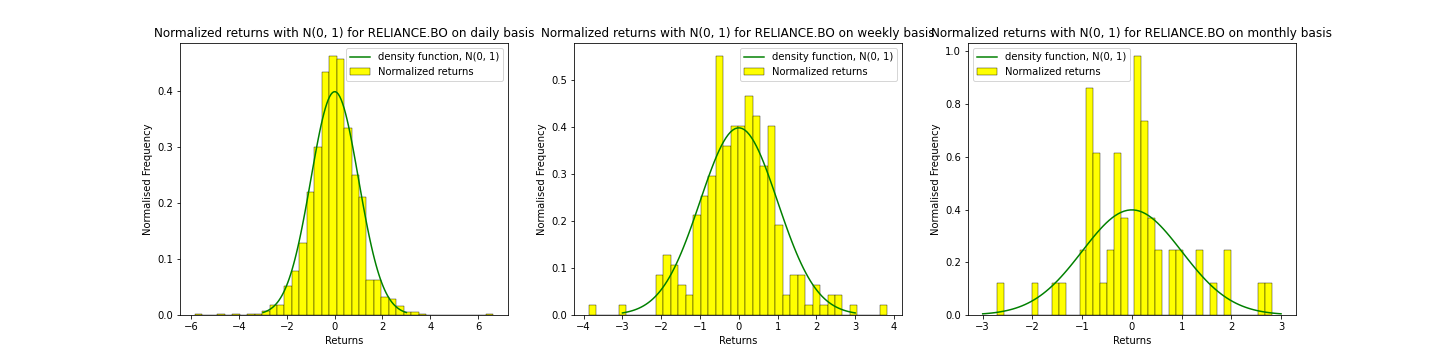 Normalized returns with N(0, 1) for RELIANCE.BO on daily basis
density function, N(0, 1)
Normalized returns
0.4
0.3
0.2
0.1
0.0
Normalised Frequency
−6
−4
−2
0
2
4
6
Returns
Normalized returns with N(0, 1) for RELIANCE.BO on weekly basis
density function, N(0, 1)
Normalized returns
0.5
0.4
0.3
0.2
0.1
0.0
Normalised Frequency
−4
−3
−2
−1
0
1
2
3
4
Returns
Normalized returns with N(0, 1) for RELIANCE.BO on monthly basis
density function, N(0, 1)
Normalized returns
1.0
0.8
0.6
0.4
0.2
0.0
Normalised Frequency
−3
−2
−1
0
1
2
3
Returns